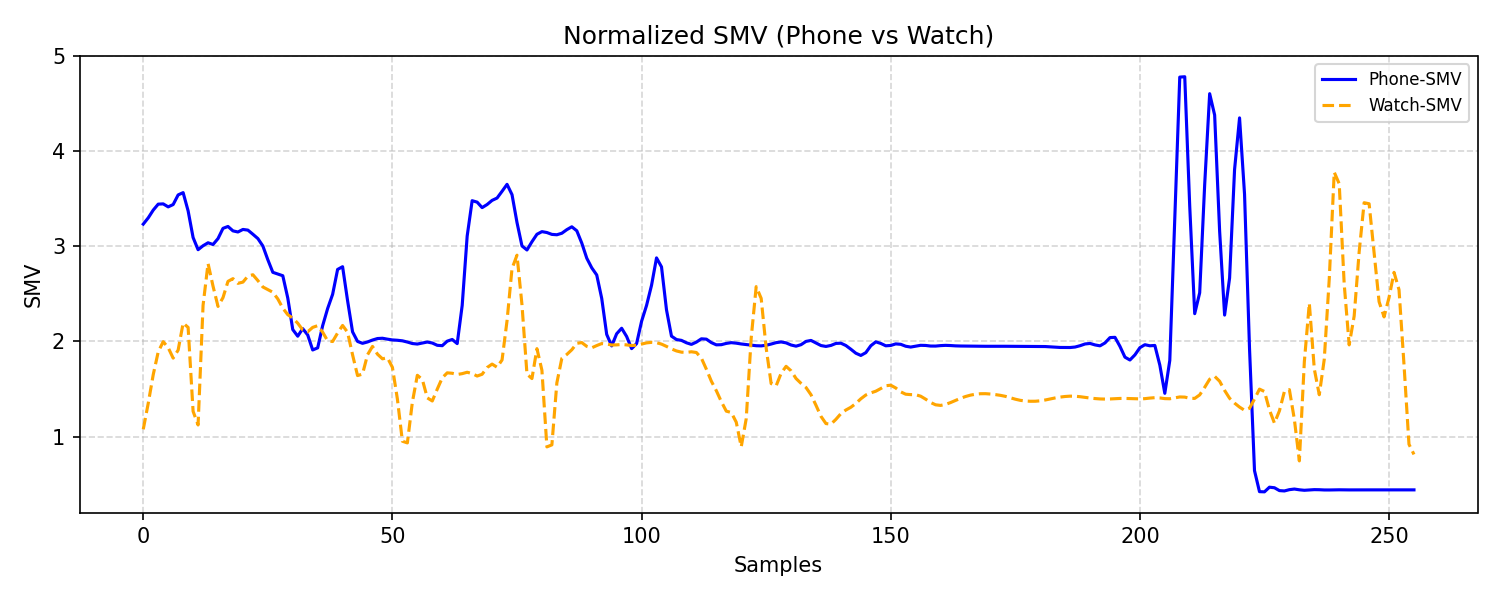 Normalized SMV (Phone vs Watch)
Phone-SMV
Watch-SMV
SMV
5
4
3
2
1
0 50 100 150 200 250
Samples